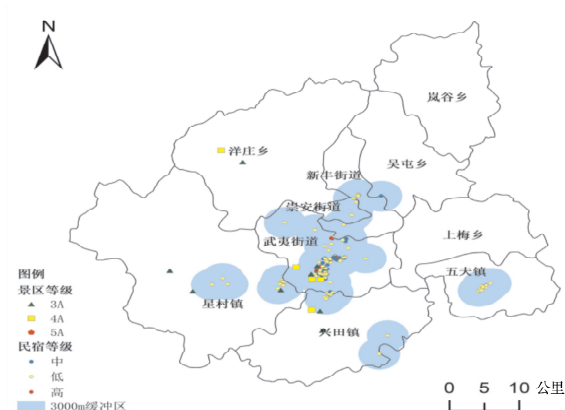 N
岚谷乡
洋庄乡
吴屯乡
新丰街道
崇安街道
上梅乡
武夷街道
五夫镇
星村镇
兴田镇
图例
景区等级
3A
4A
5A
民宿等级
中
低
高
3000m缓冲区
0 5 10 公里